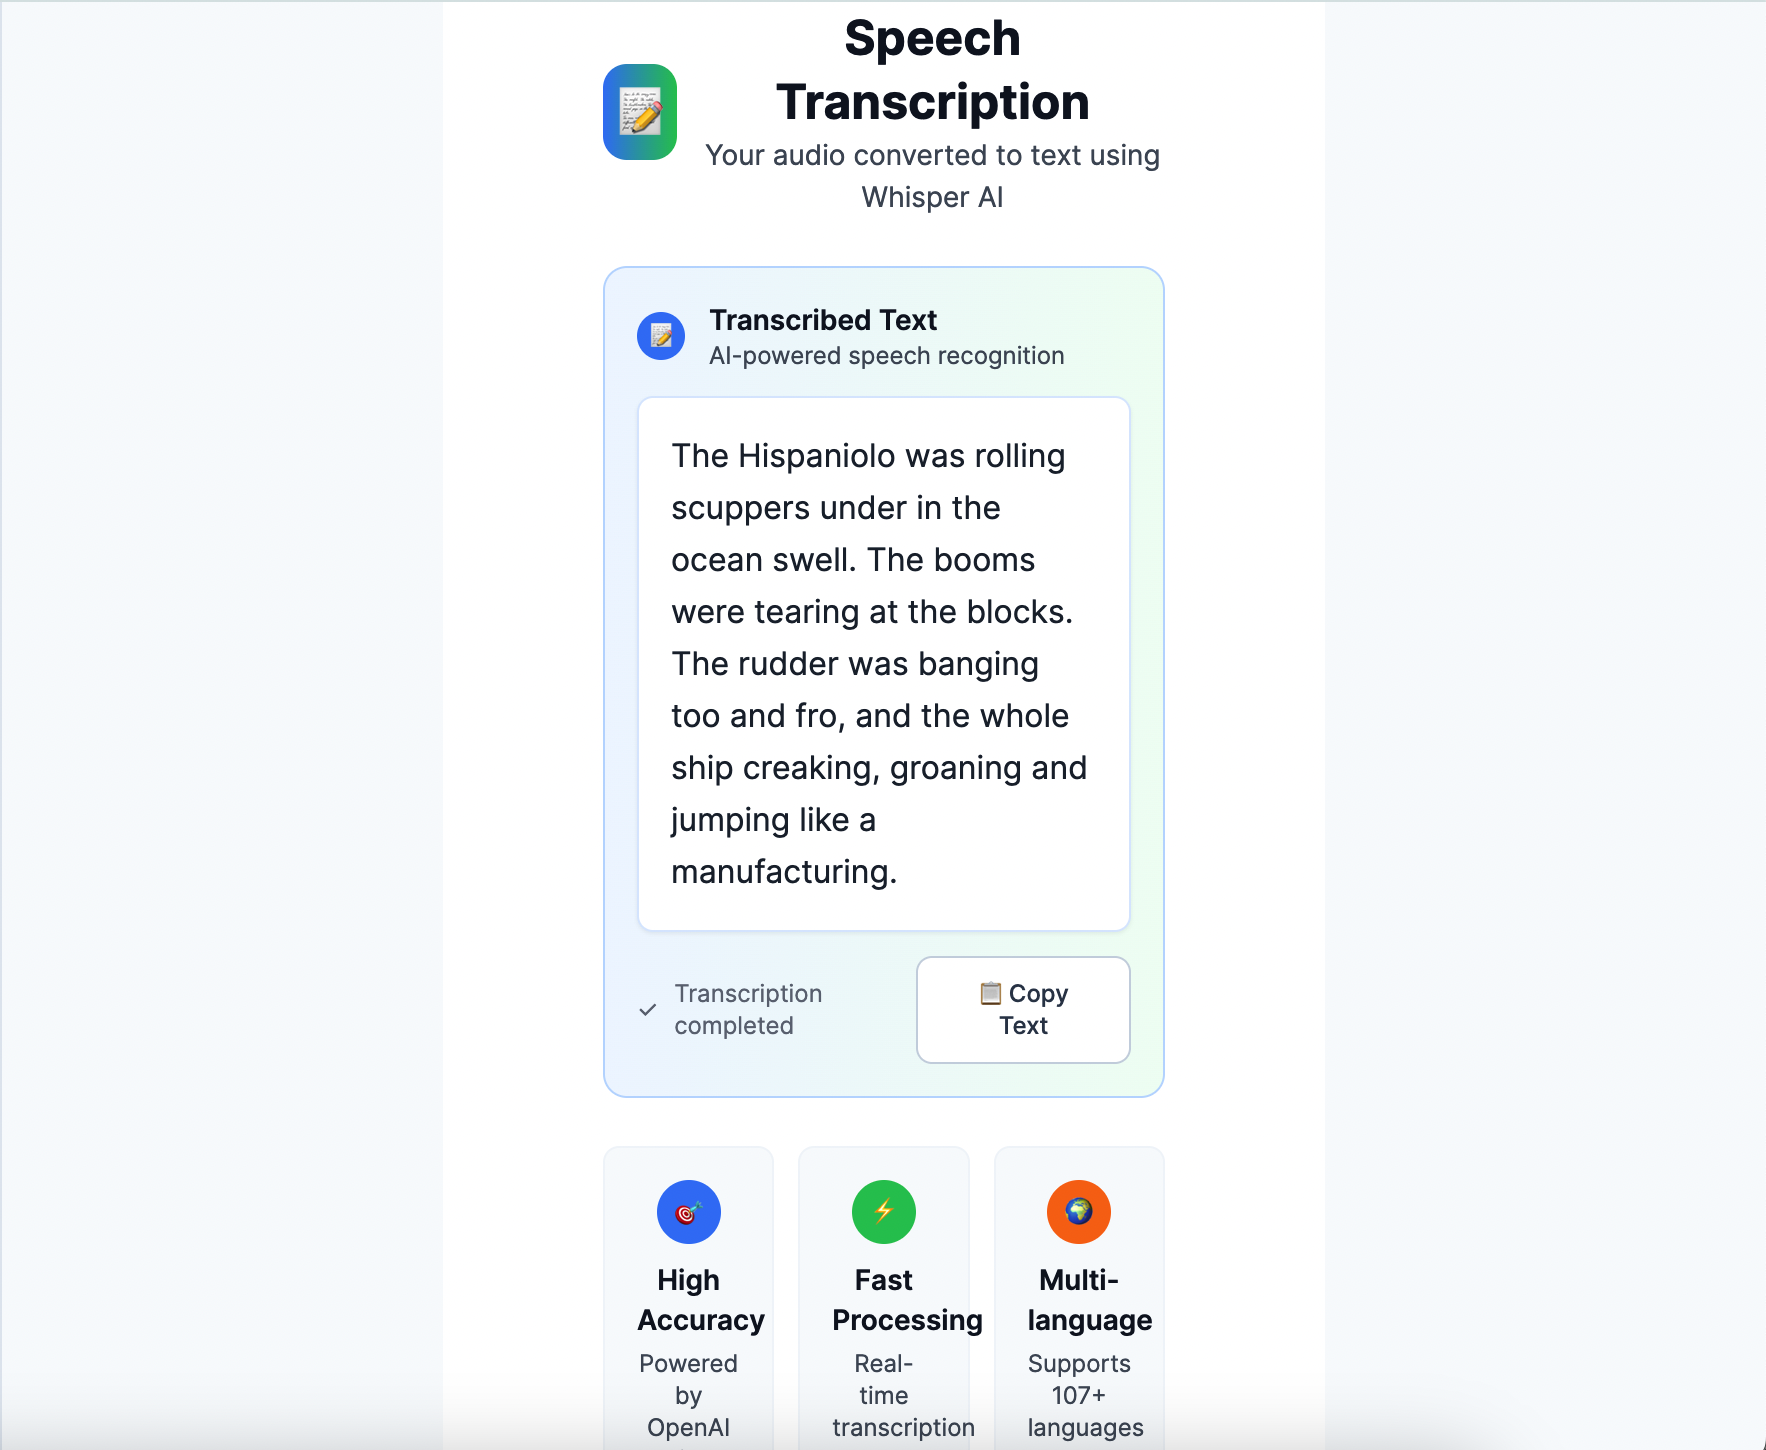 Speech
Transcription
Your audio converted to text using
Whisper AI
Transcribed Text
AI-powered speech recognition
The Hispaniolo was rolling
scuppers under in the
ocean swell. The booms
were tearing at the blocks.
The rudder was banging
too and fro, and the whole
ship creaking, groaning and
jumping like a
manufacturing.
Transcription
completed
Copy
Text
High
Accuracy
Powered
by
OpenAI
Fast
Processing
Real-
time
transcription
Multi-
language
Supports
107+
languages